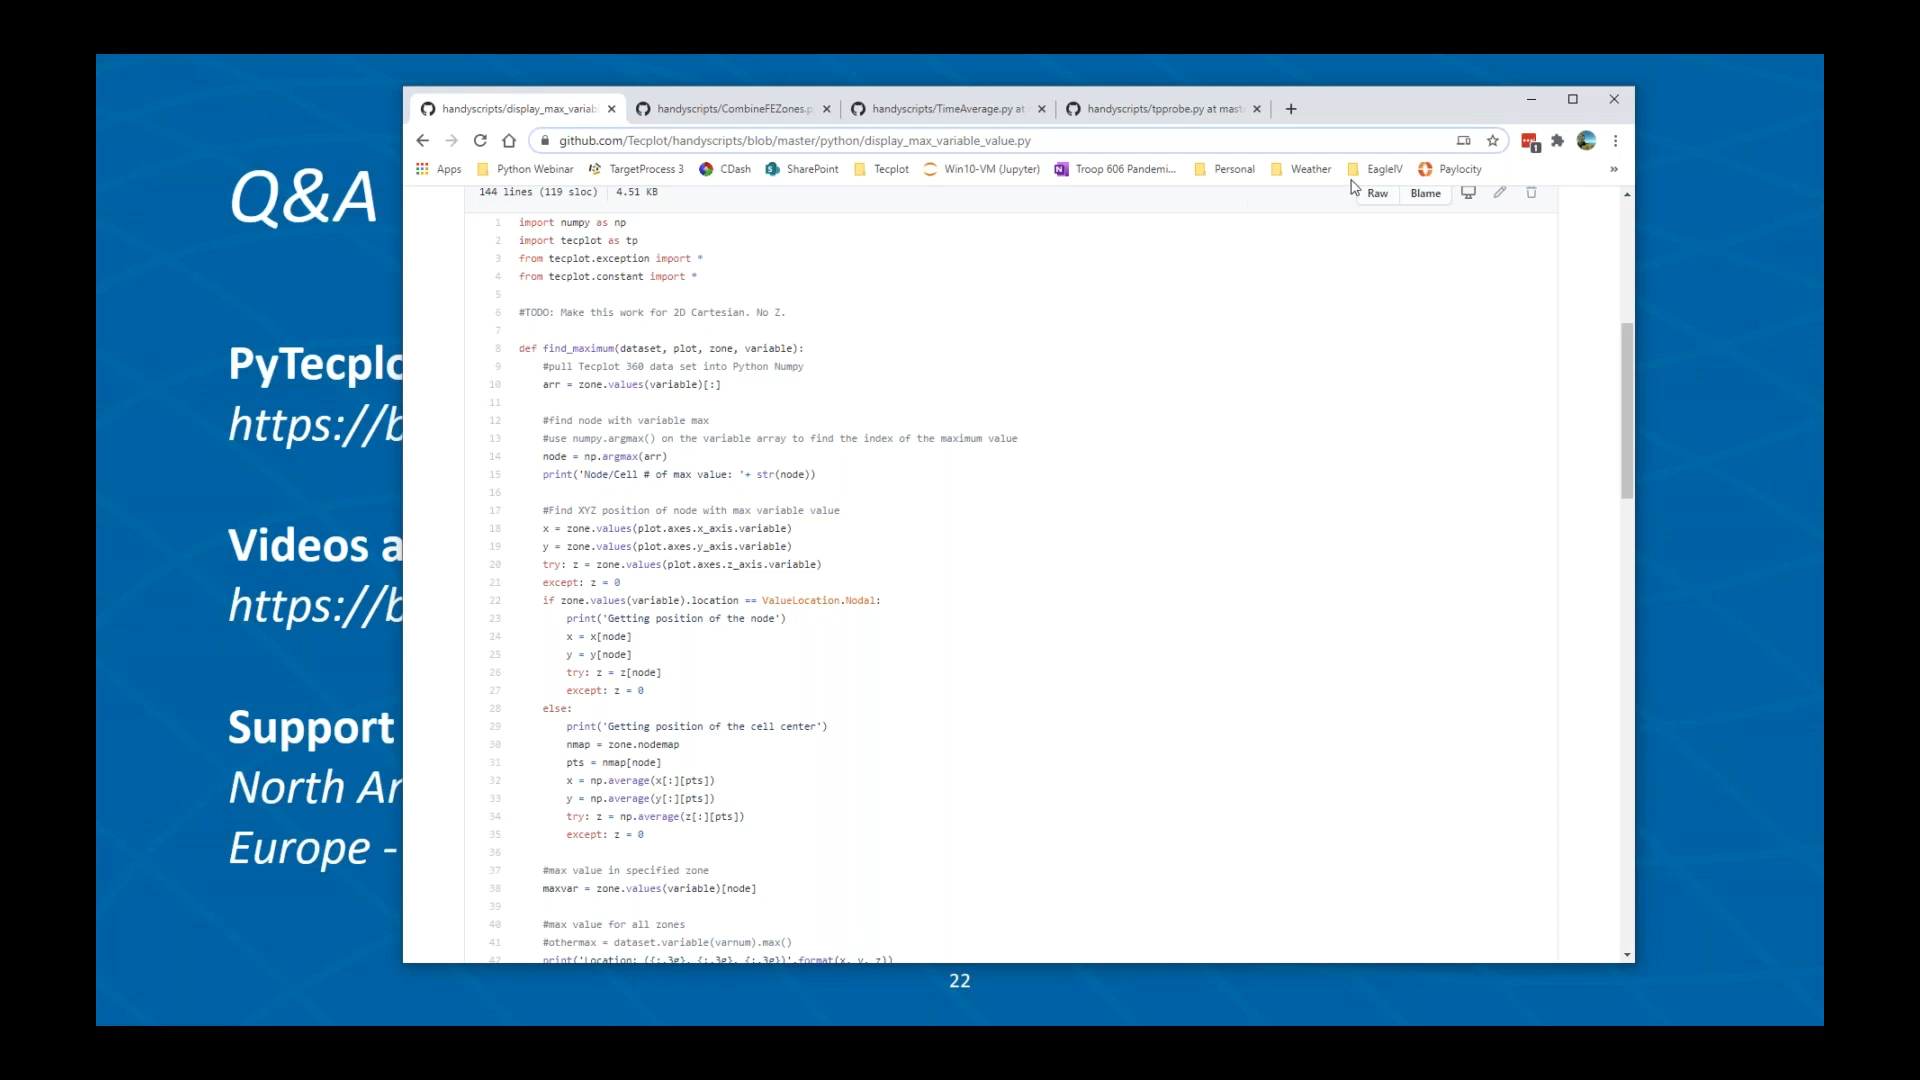 Q&A
PyTecplo
https://b
Videos a
https://b
Support
North Am
Europe -
handyscripts/display_max_variabl
handyscripts/CombineFEZones.p
handyscripts/TimeAverage.py at
handyscripts/tpprobe.py at mast
github.com/Tecplot/handyscripts/blob/master/python/display_max_variable_value.py
1
Apps Python Webinar TargetProcess 3 CDash SharePoint Tecplot Win10-VM (Jupyter) Troop 606 Pandemi... Personal Weather EagleIV Paylocity »
144 lines (119 sloc) 4.51 KB Raw Blame
1 import numpy as np
2 import tecplot as tp
3 from tecplot.exception import *
4 from tecplot.constant import *
5
6 #TODO: Make this work for 2D Cartesian. No Z.
7
8 def find_maximum(dataset, plot, zone, variable):
9 #pull Tecplot 360 data set into Python Numpy
10 arr = zone.values(variable)[:]
11
12 #find node with variable max
13 #use numpy.argmax() on the variable array to find the index of the maximum value
14 node = np.argmax(arr)
15 print('Node/Cell # of max value: '+ str(node))
16
17 #Find XYZ position of node with max variable value
18 x = zone.values(plot.axes.x_axis.variable)
19 y = zone.values(plot.axes.y_axis.variable)
20 try: z = zone.values(plot.axes.z_axis.variable)
21 except: z = 0
22 if zone.values(variable).location == ValueLocation.Nodal:
23 print('Getting position of the node')
24 x = x[node]
25 y = y[node]
26 try: z = z[node]
27 except: z = 0
28 else:
29 print('Getting position of the cell center')
30 nmap = zone.nodemap
31 pts = nmap[node]
32 x = np.average(x[:][pts])
33 y = np.average(y[:][pts])
34 try: z = np.average(z[:][pts])
35 except: z = 0
36
37 #max value in specified zone
38 maxvar = zone.values(variable)[node]
39
40 #max value for all zones
41 #othermax = dataset.variable(varnum).max()
42 print('Location: ({:.3g}, {:.3g}, {:.3g})'.format(x, y, z))
22